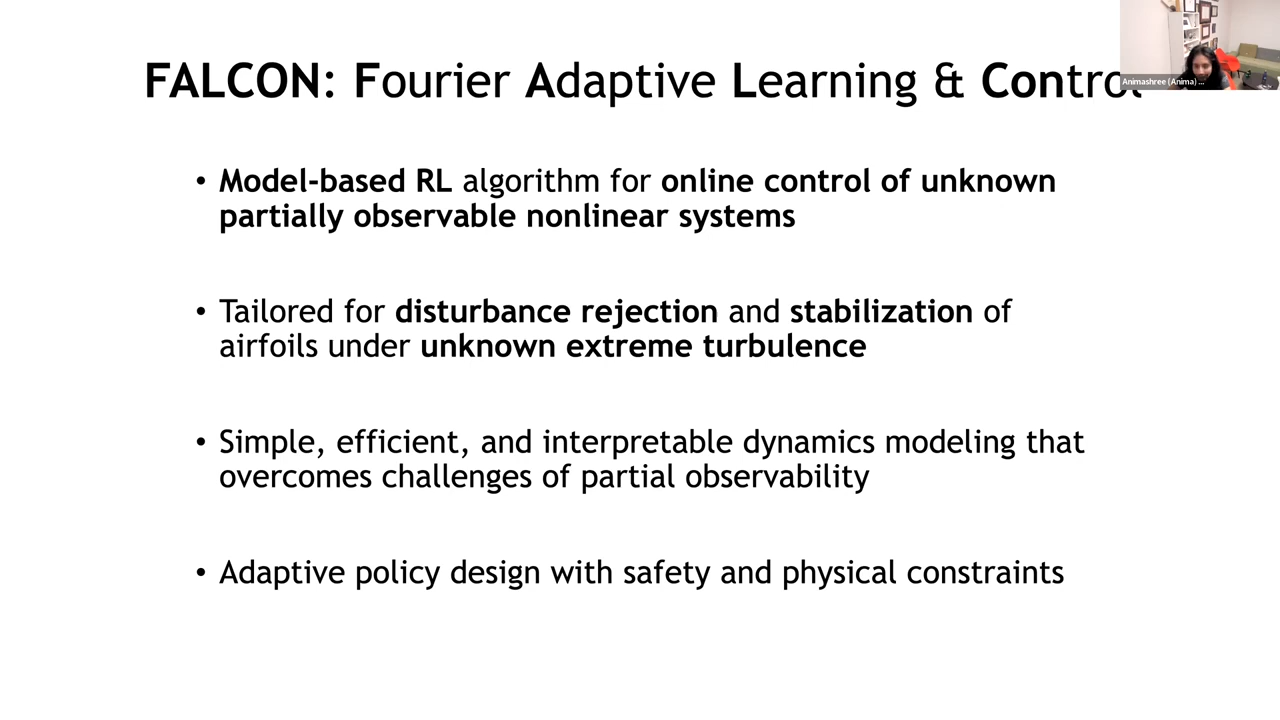 FALCON: Fourier Adaptive Learning & Control
• Model-based RL algorithm for online control of unknown
partially observable nonlinear systems
• Tailored for disturbance rejection and stabilization of
airfoils under unknown extreme turbulence
• Simple, efficient, and interpretable dynamics modeling that
overcomes challenges of partial observability
• Adaptive policy design with safety and physical constraints
Animashree (Anima) ...